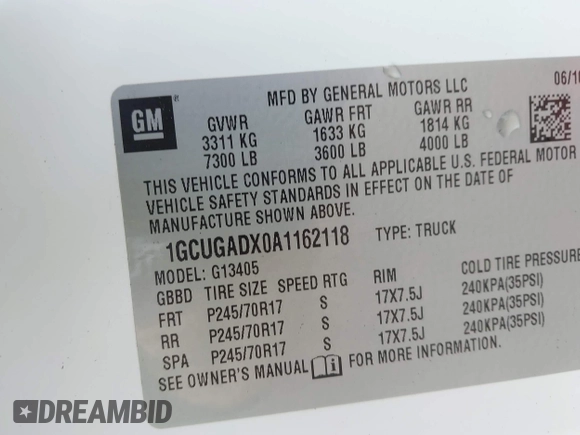 MFD BY GENERAL MOTORS LLC 06/10
GM
GVWR GAWR FRT GAWR RR
3311 KG 1633 KG 1814 KG
7300 LB 3600 LB 4000 LB
THIS VEHICLE CONFORMS TO ALL APPLICABLE U.S. FEDERAL MOTOR
VEHICLE SAFETY STANDARDS IN EFFECT ON THE DATE OF
MANUFACTURE SHOWN ABOVE.
1GCUGADX0A1162118 TYPE: TRUCK
MODEL: G13405
GBBD TIRE SIZE SPEED RTG RIM COLD TIRE PRESSURE
FRT P245/70R17 S 17X7.5J 240KPA(35PSI)
RR P245/70R17 S 17X7.5J 240KPA(35PSI)
SPA P245/70R17 S 17X7.5J 240KPA(35PSI)
SEE OWNER'S MANUAL FOR MORE INFORMATION.
DREAMBID